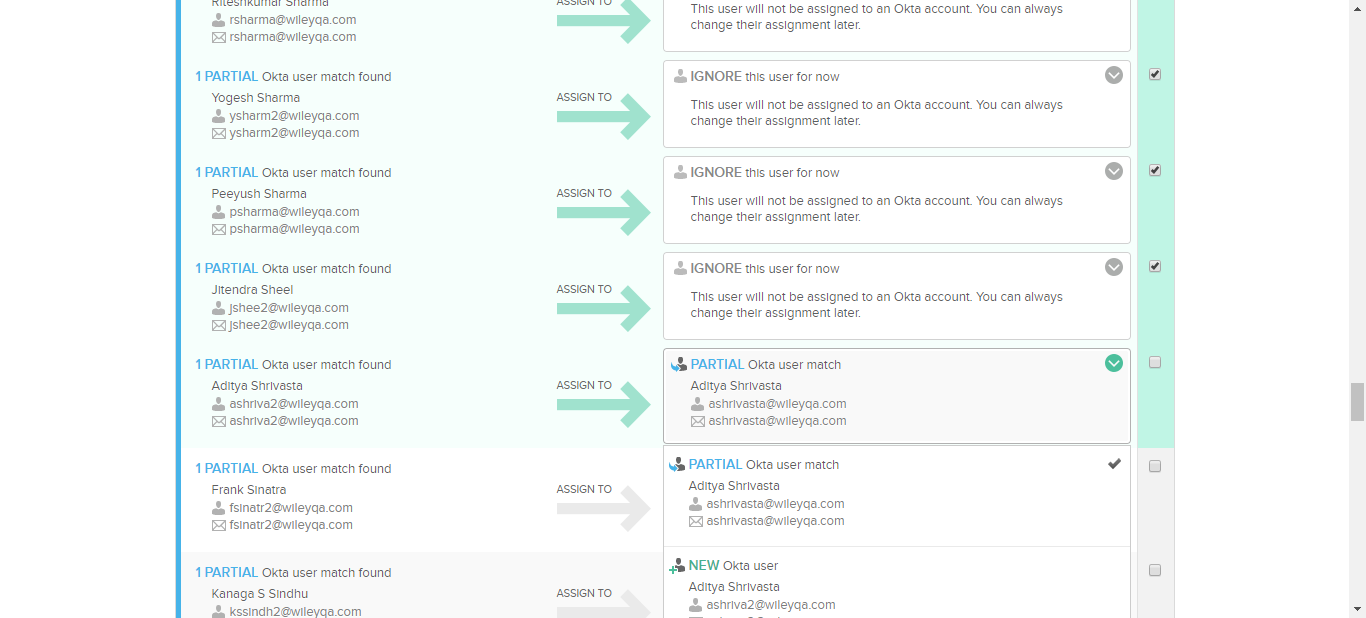 Riteshkumar Sharma
rsharma@wileyqa.com
rsharma@wileyqa.com
ASSIGN TO
This user will not be assigned to an Okta account. You can always
change their assignment later.
1 PARTIAL Okta user match found
Yogesh Sharma
ysharm2@wileyqa.com
ysharm2@wileyqa.com
ASSIGN TO
IGNORE this user for now
This user will not be assigned to an Okta account. You can always
change their assignment later.
1 PARTIAL Okta user match found
Peeyush Sharma
psharma@wileyqa.com
psharma@wileyqa.com
ASSIGN TO
IGNORE this user for now
This user will not be assigned to an Okta account. You can always
change their assignment later.
1 PARTIAL Okta user match found
Jitendra Sheel
jshee2@wileyqa.com
jshee2@wileyqa.com
ASSIGN TO
IGNORE this user for now
This user will not be assigned to an Okta account. You can always
change their assignment later.
1 PARTIAL Okta user match found
Aditya Shrivasta
ashriva2@wileyqa.com
ashriva2@wileyqa.com
ASSIGN TO
PARTIAL Okta user match
Aditya Shrivasta
ashrivasta@wileyqa.com
ashrivasta@wileyqa.com
1 PARTIAL Okta user match found
Frank Sinatra
fsinatr2@wileyqa.com
fsinatr2@wileyqa.com
ASSIGN TO
PARTIAL Okta user match
Aditya Shrivasta
ashrivasta@wileyqa.com
ashrivasta@wileyqa.com
1 PARTIAL Okta user match found
Kanaga S Sindhu
kssindh2@wileyqa.com
ASSIGN TO
NEW Okta user
Aditya Shrivasta
ashriva2@wileyqa.com